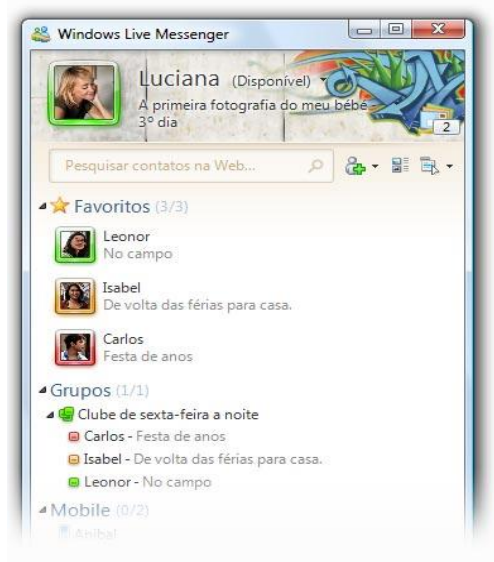 Windows Live Messenger
Luciana (Disponível)
A primeira fotografia do meu bébé -
3º dia
2
Pesquisar contatos na Web...
Favoritos (3/3)
Leonor
No campo
Isabel
De volta das férias para casa.
Carlos
Festa de anos
Grupos (1/1)
Clube de sexta-feira a noite
Carlos - Festa de anos
Isabel - De volta das férias para casa.
Leonor - No campo
Mobile (0/2)
Anibal